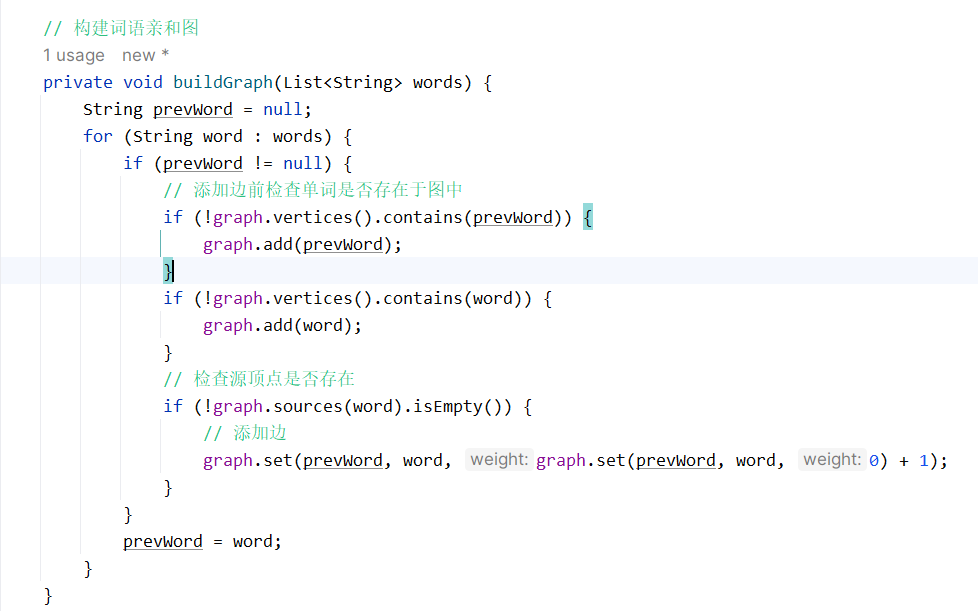 // 构建词语亲和图
1 usage new *
private void buildGraph(List<String> words) {
String prevWord = null;
for (String word : words) {
if (prevWord != null) {
// 添加边前检查单词是否存在于图中
if (!graph.vertices().contains(prevWord)) {
graph.add(prevWord);
}
if (!graph.vertices().contains(word)) {
graph.add(word);
}
// 检查源顶点是否存在
if (!graph.sources(word).isEmpty()) {
// 添加边
graph.set(prevWord, word, weight: graph.set(prevWord, word, weight: 0) + 1);
}
}
prevWord = word;
}
}